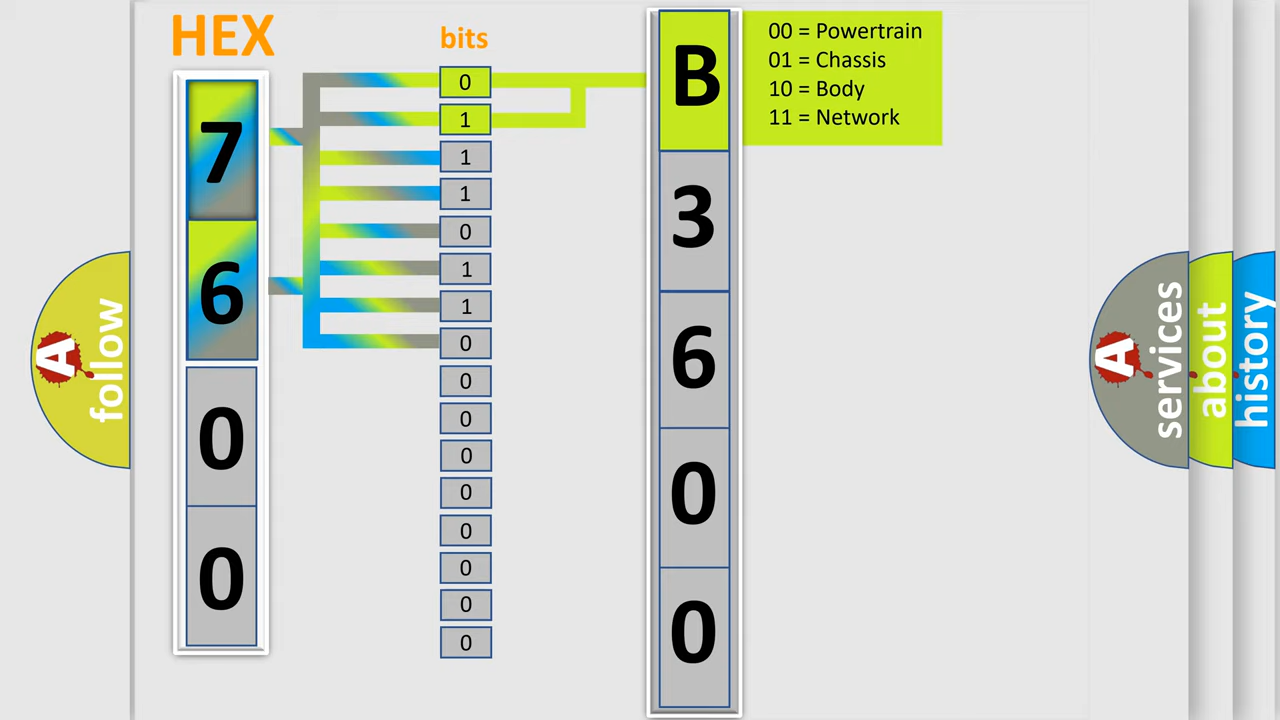 HEX
bits
7
6
0
0
0
1
1
1
0
1
1
0
0
0
0
0
0
0
0
0
B
3
6
0
0
00 = Powertrain
01 = Chassis
10 = Body
11 = Network
A
follow
A
services
about
history